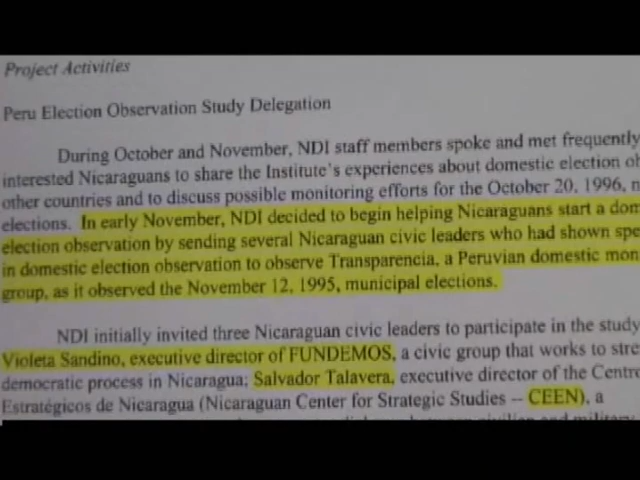 Project Activities
Peru Election Observation Study Delegation
During October and November, NDI staff members spoke and met frequently
interested Nicaraguans to share the Institute's experiences about domestic election ob
other countries and to discuss possible monitoring efforts for the October 20, 1996, n
elections. In early November, NDI decided to begin helping Nicaraguans start a dom
election observation by sending several Nicaraguan civic leaders who had shown spe
in domestic election observation to observe Transparencia, a Peruvian domestic mon
group, as it observed the November 12, 1995, municipal elections.
NDI initially invited three Nicaraguan civic leaders to participate in the study
Violeta Sandino, executive director of FUNDEMOS, a civic group that works to stre
democratic process in Nicaragua; Salvador Talavera, executive director of the Centro
Estratégicos de Nicaragua (Nicaraguan Center for Strategic Studies -- CEEN), a